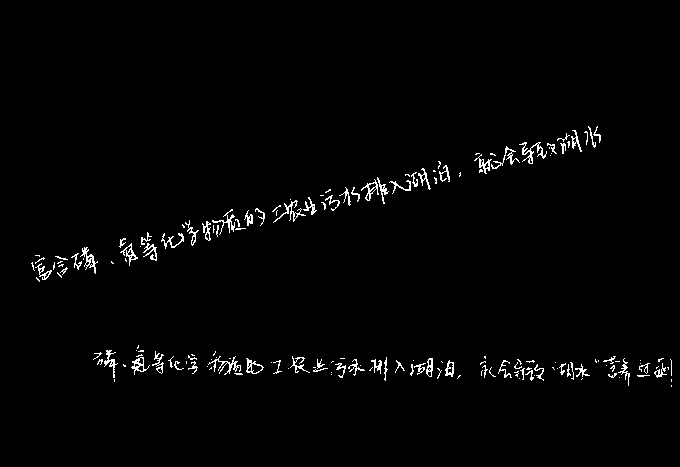 富含磷、氮等化学物质的工农业污水排入湖泊，就会导致湖水
磷、氮等化学物质的工农业污水排入湖泊，就会导致湖水“营养过剩